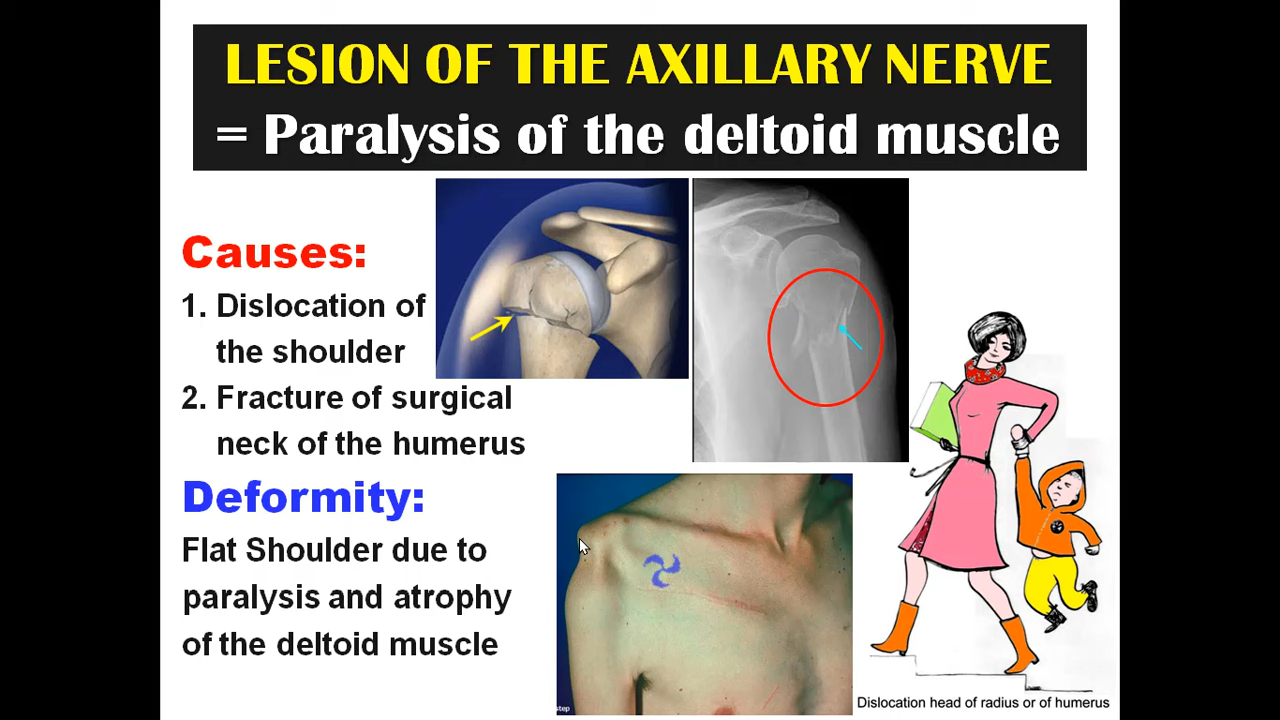 LESION OF THE AXILLARY NERVE
= Paralysis of the deltoid muscle
Causes:
1. Dislocation of
the shoulder
2. Fracture of surgical
neck of the humerus
Deformity:
Flat Shoulder due to
paralysis and atrophy
of the deltoid muscle
step
Dislocation head of radius or of humerus